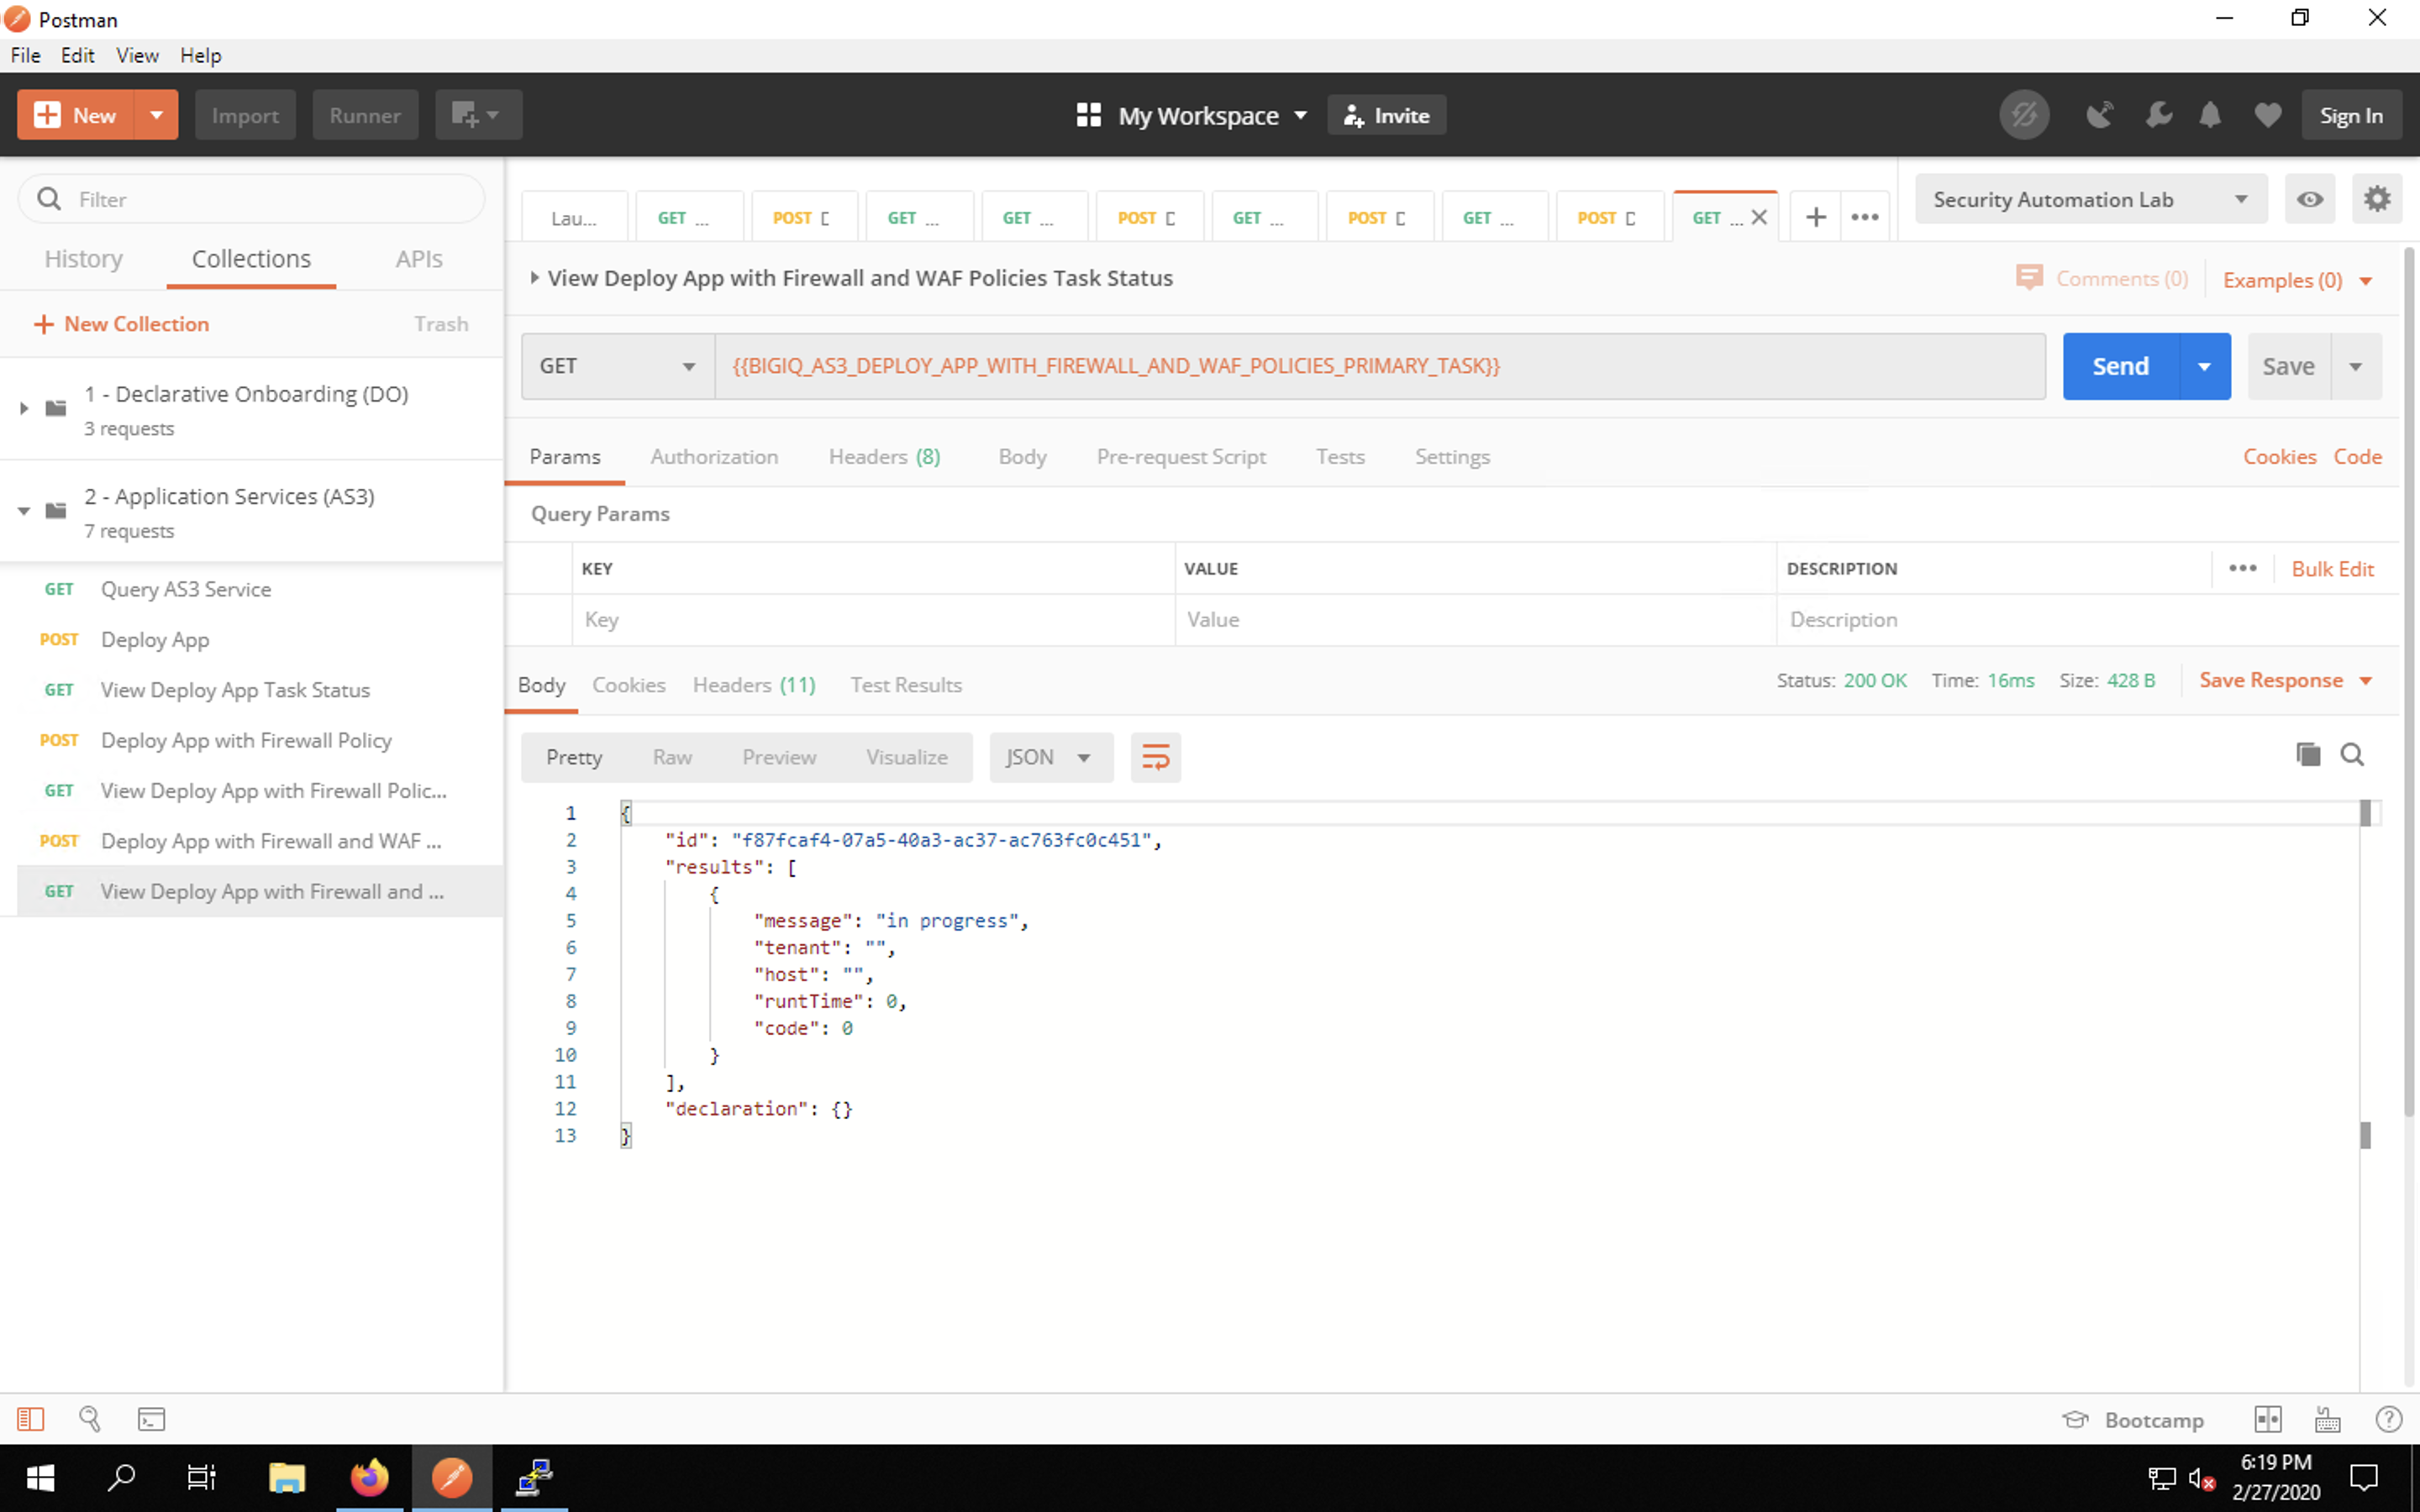 Postman
File Edit View Help
New Import Runner My Workspace Invite Sign In
Filter
History Collections APIs
New Collection Trash
1 - Declarative Onboarding (DO)
3 requests
2 - Application Services (AS3)
7 requests
GET Query AS3 Service
POST Deploy App
GET View Deploy App Task Status
POST Deploy App with Firewall Policy
GET View Deploy App with Firewall Polic...
POST Deploy App with Firewall and WAF ...
GET View Deploy App with Firewall and ...
Lau... GET ... POST GET ... GET ... POST GET ... POST GET ... POST GET ... Security Automation Lab
View Deploy App with Firewall and WAF Policies Task Status Comments (0) Examples (0)
GET {{BIGIQ_AS3_DEPLOY_APP_WITH_FIREWALL_AND_WAF_POLICIES_PRIMARY_TASK}} Send Save
Params Authorization Headers (8) Body Pre-request Script Tests Settings Cookies Code
Query Params
KEY VALUE DESCRIPTION ••• Bulk Edit
Key Value Description
Body Cookies Headers (11) Test Results Status: 200 OK Time: 16ms Size: 428 B Save Response
Pretty Raw Preview Visualize JSON
1 {
2 "id": "f87fcaf4-07a5-40a3-ac37-ac763fc0c451",
3 "results": [
4 {
5 "message": "in progress",
6 "tenant": "",
7 "host": "",
8 "runtTime": 0,
9 "code": 0
10 }
11 ],
12 "declaration": {}
13 }
Bootcamp
6:19 PM
2/27/2020